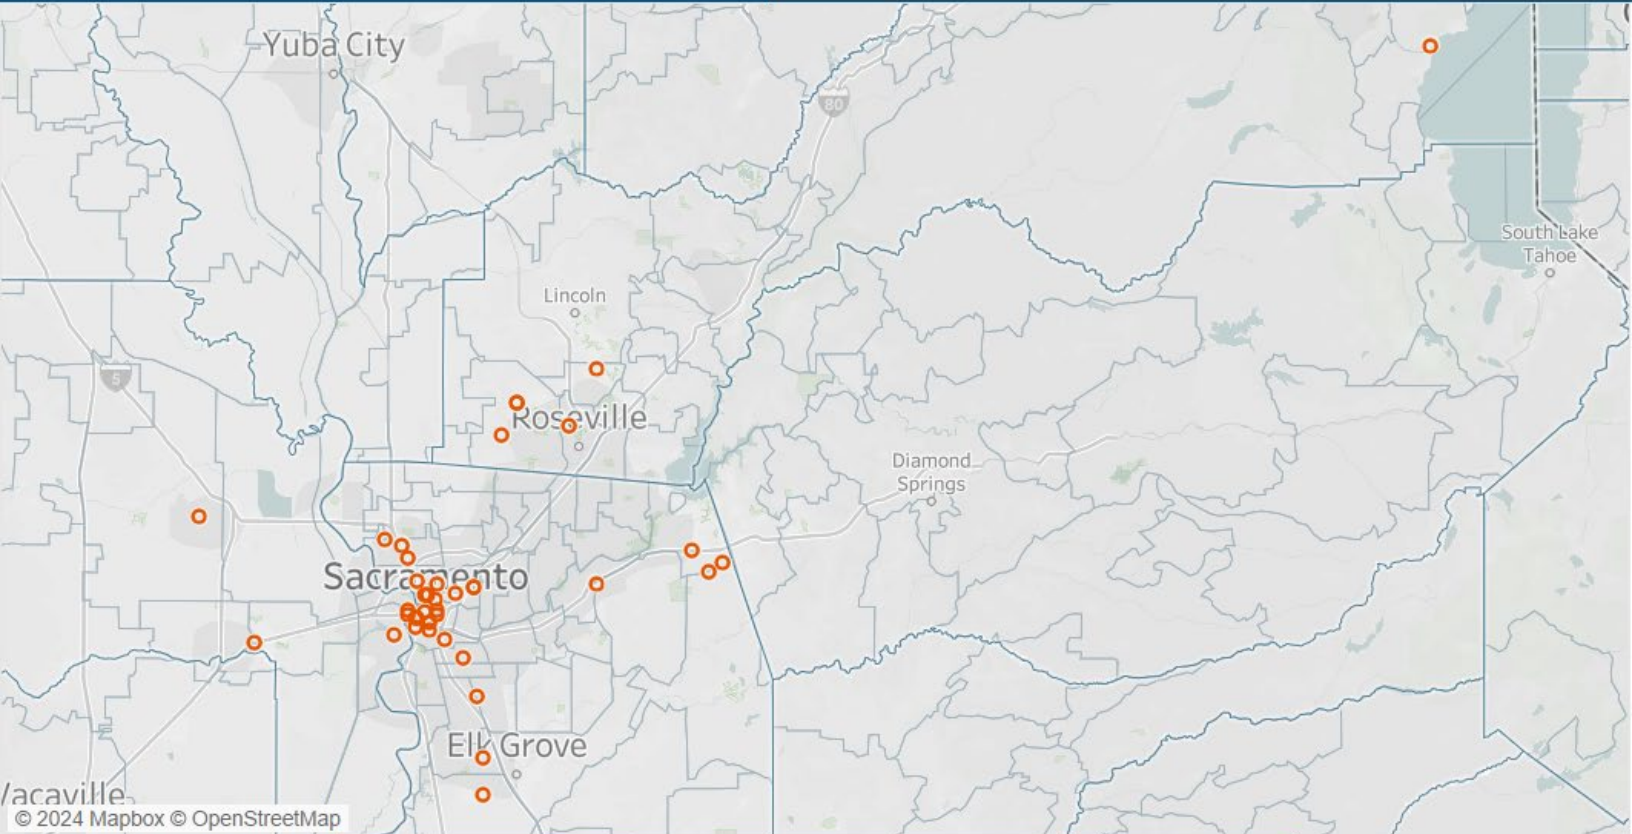 Yuba City
80
South Lake
Tahoe
Lincoln
5
Roseville
Diamond
Springs
Sacramento
Elk Grove
Vacaville
© 2024 Mapbox © OpenStreetMap